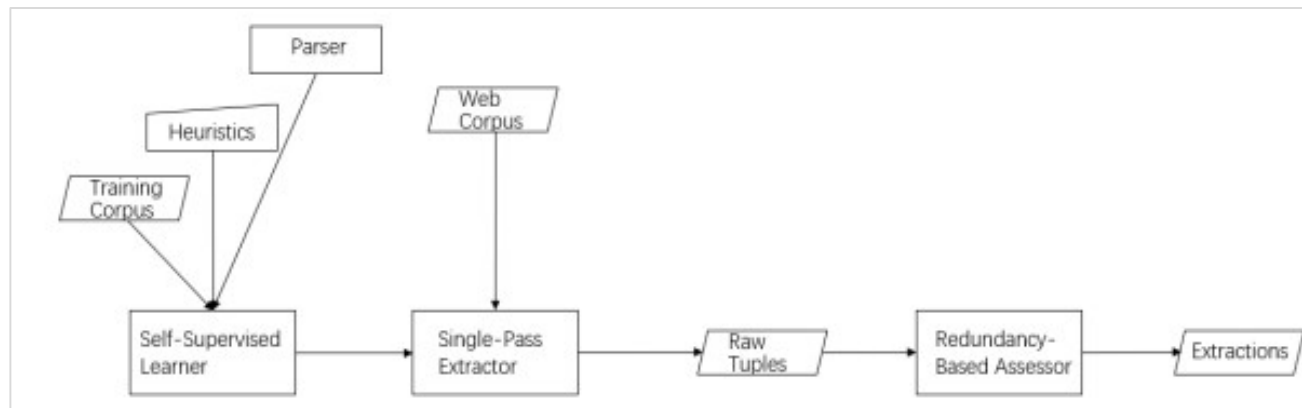 Parser
Web
Corpus
Heuristics
Training
Corpus
Self-Supervised
Learner
Single-Pass
Extractor
Raw
Tuples
Redundancy-
Based Assessor
Extractions